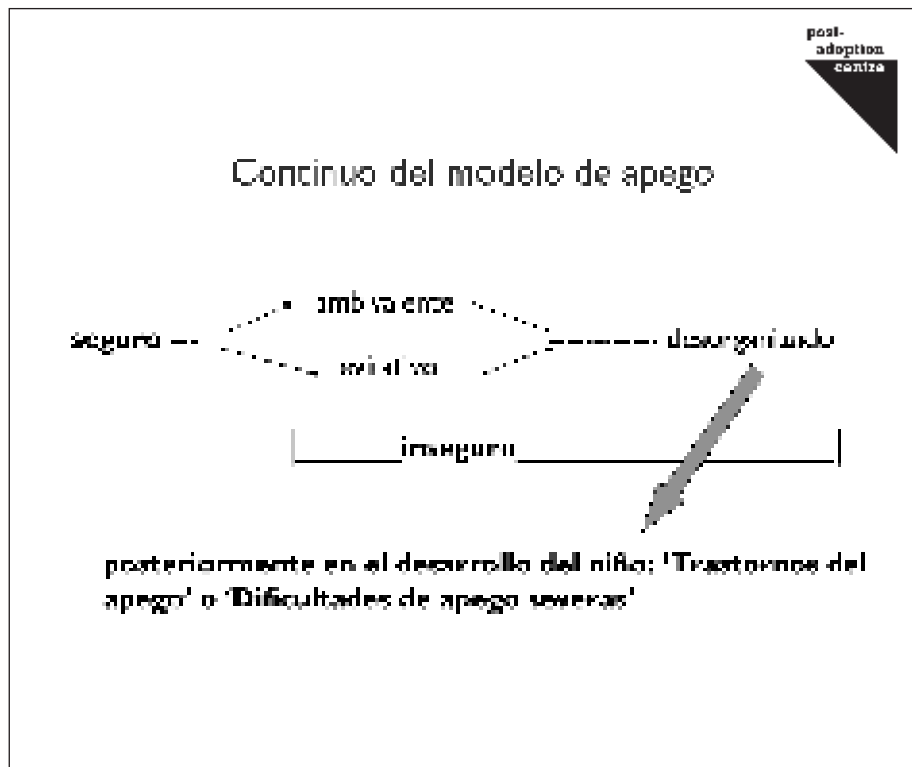 post-
adoption
centre
Continuo del modelo de apego
ambivalente
seguro
desorganizado
evitativo
inseguro
posteriormente en el desarrollo del niño: 'Trastornos del
apego' o 'Dificultades de apego severas'